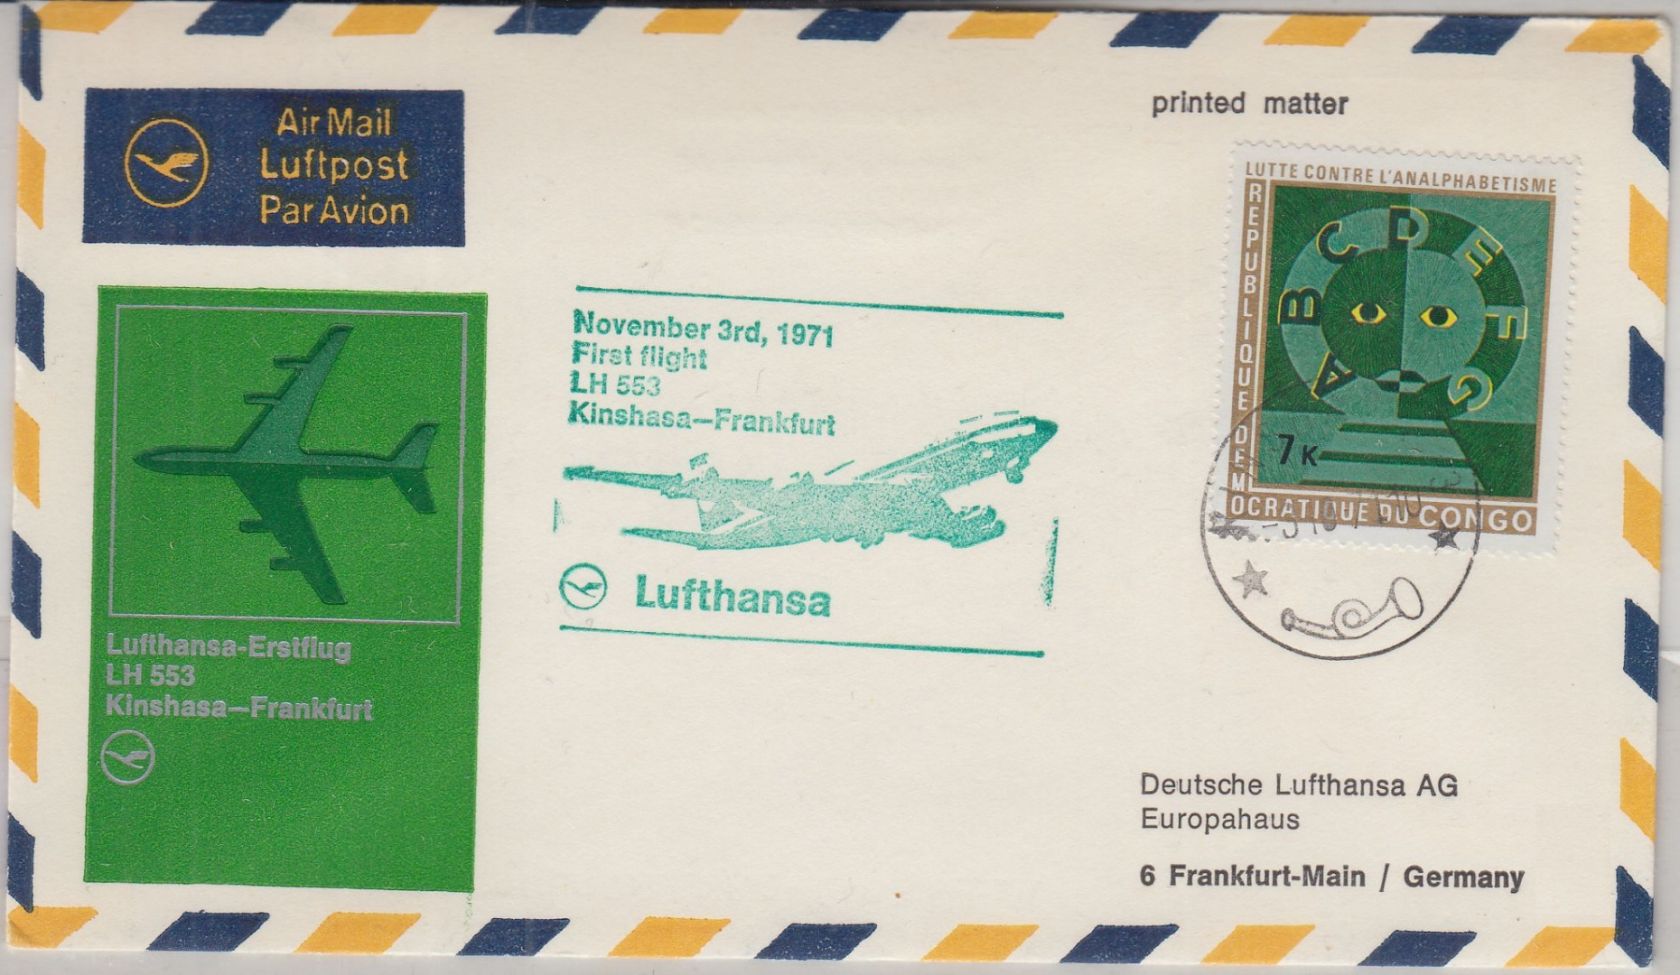 Air Mail
Luftpost
Par Avion
printed matter
LUTTE CONTRE L'ANALPHABETISME
REPUBLIQUE DEMOCRATIQUE DU CONGO
A B C D E F G
7 K
November 3rd, 1971
First flight
LH 553
Kinshasa—Frankfurt
Lufthansa
Lufthansa-Erstflug
LH 553
Kinshasa—Frankfurt
Deutsche Lufthansa AG
Europahaus
6 Frankfurt-Main / Germany